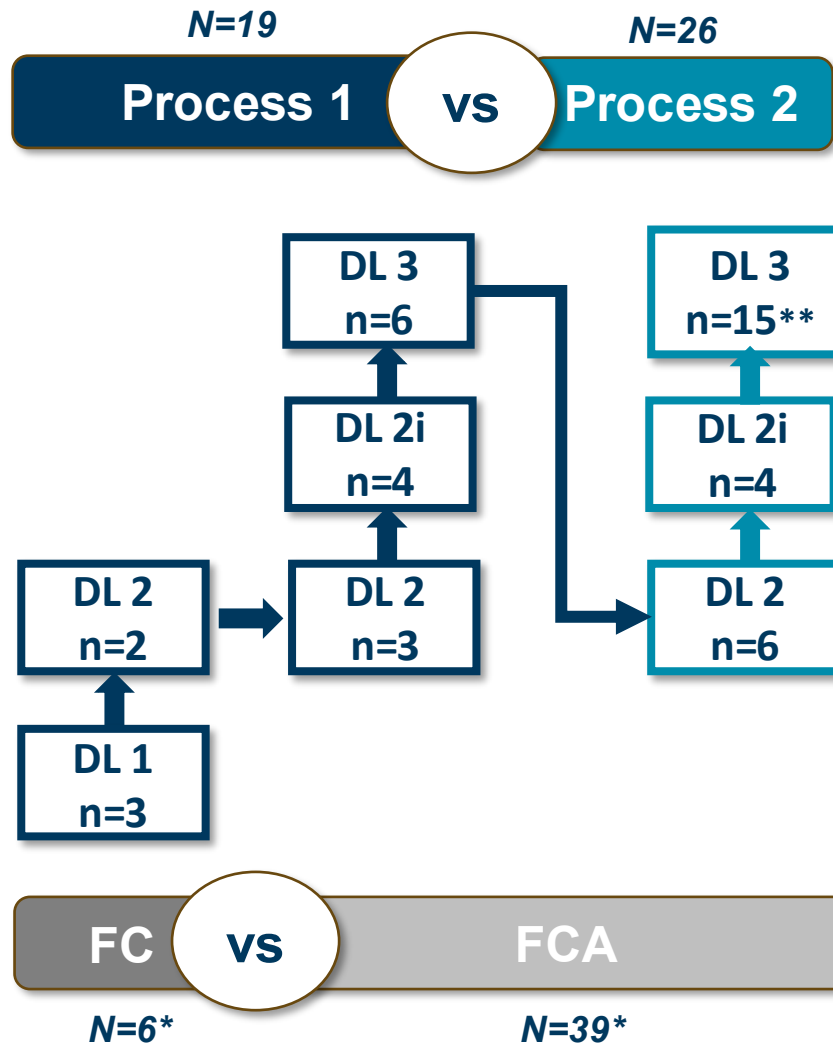 N=19
N=26
Process 1
vs
Process 2
DL 3
n=6
DL 3
n=15**
DL 2i
n=4
DL 2i
n=4
DL 2
n=2
DL 2
n=3
DL 2
n=6
DL 1
n=3
FC
vs
FCA
N=6*
N=39*